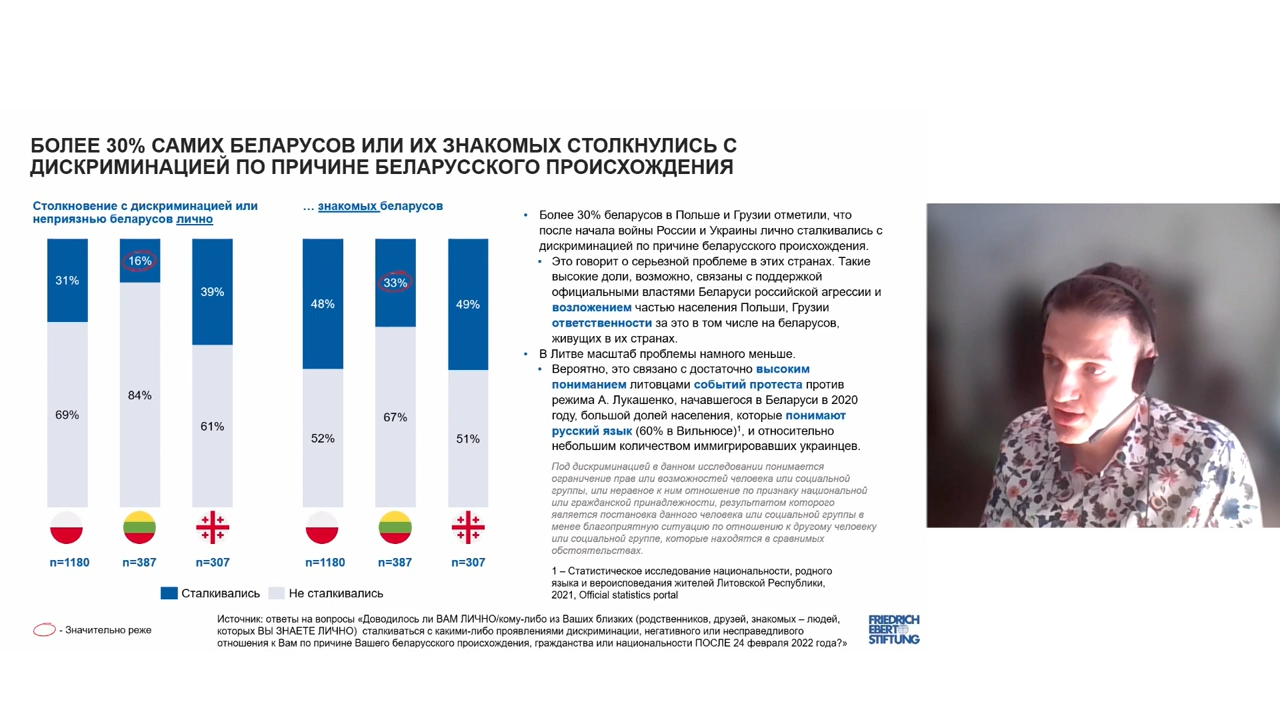 БОЛЕЕ 30% САМИХ БЕЛАРУСОВ ИЛИ ИХ ЗНАКОМЫХ СТОЛКНУЛИСЬ С
ДИСКРИМИНАЦИЕЙ ПО ПРИЧИНЕ БЕЛАРУССКОГО ПРОИСХОЖДЕНИЯ
Столкновение с дискриминацией или
неприязнью беларусов лично
31%
16%
39%
69%
84%
61%
n=1180
n=387
n=307
… знакомых беларусов
48%
33%
49%
52%
67%
51%
n=1180
n=387
n=307
Сталкивались
Не сталкивались
• Более 30% беларусов в Польше и Грузии отметили, что
после начала войны России и Украины лично сталкивались с
дискриминацией по причине беларусского происхождения.
• Это говорит о серьезной проблеме в этих странах. Такие
высокие доли, возможно, связаны с поддержкой
официальными властями Беларуси российской агрессии и
возложением частью населения Польши, Грузии
ответственности за это в том числе на беларусов,
живущих в их странах.
• В Литве масштаб проблемы намного меньше.
• Вероятно, это связано с достаточно высоким
пониманием литовцами событий протеста против
режима А. Лукашенко, начавшегося в Беларуси в 2020
году, большой долей населения, которые понимают
русский язык (60% в Вильнюсе)¹, и относительно
небольшим количеством иммигрировавших украинцев.
Под дискриминацией в данном исследовании понимается
ограничение прав или возможностей человека или социальной
группы, или неравное к ним отношение по признаку национальной
или гражданской принадлежности, результатом которого
является постановка данного человека или социальной группы в
менее благоприятную ситуацию по отношению к другому человеку
или социальной группе, которые находятся в сравнимых
обстоятельствах.
1 – Статистическое исследование национальности, родного
языка и вероисповедания жителей Литовской Республики,
2021, Official statistics portal
- Значительно реже
Источник: ответы на вопросы «Доводилось ли ВАМ ЛИЧНО/кому-либо из Ваших близких (родственников, друзей, знакомых – людей,
которых ВЫ ЗНАЕТЕ ЛИЧНО) сталкиваться с какими-либо проявлениями дискриминации, негативного или несправедливого
отношения к Вам по причине Вашего беларусского происхождения, гражданства или национальности ПОСЛЕ 24 февраля 2022 года?»
FRIEDRICH
EBERT
STIFTUNG